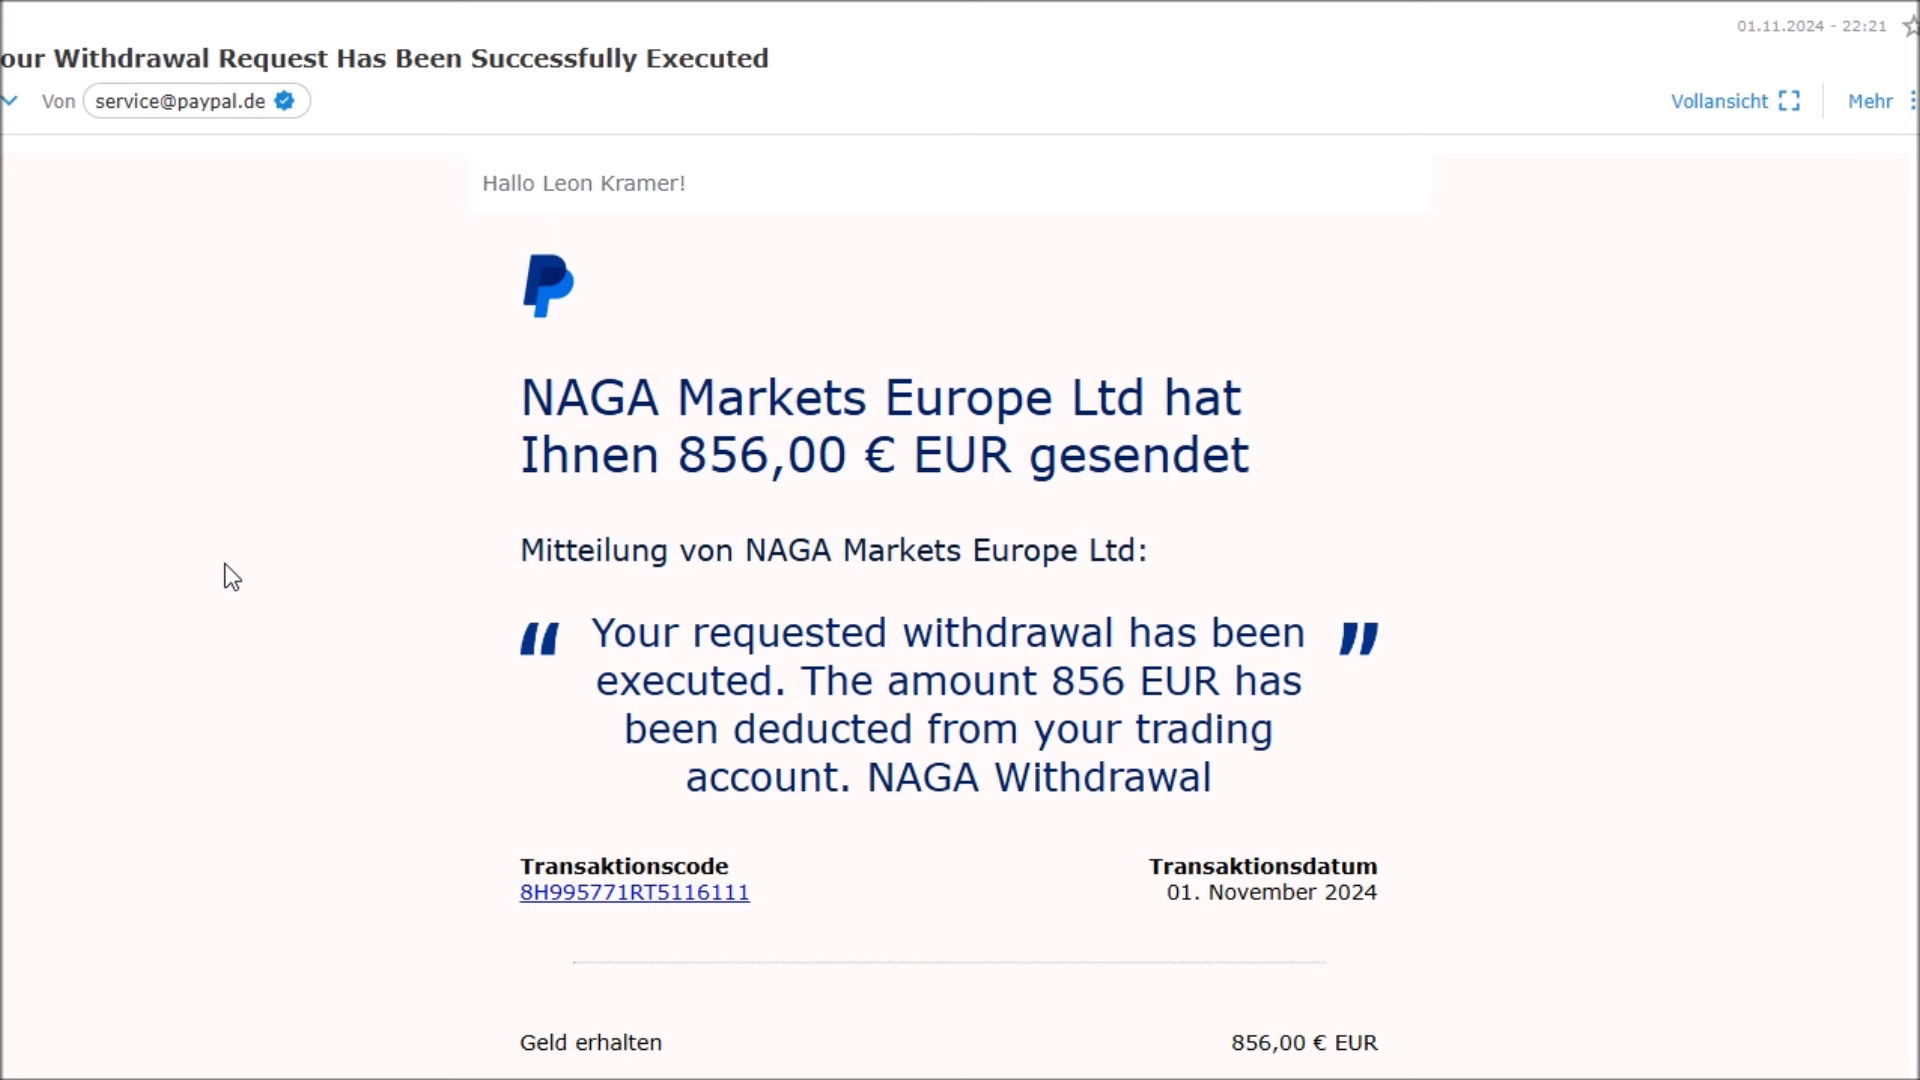 01.11.2024 - 22:21
our Withdrawal Request Has Been Successfully Executed
Von service@paypal.de
Vollansicht
Mehr
Hallo Leon Kramer!
NAGA Markets Europe Ltd hat
Ihnen 856,00 € EUR gesendet
Mitteilung von NAGA Markets Europe Ltd:
“ Your requested withdrawal has been ”
executed. The amount 856 EUR has
been deducted from your trading
account. NAGA Withdrawal
Transaktionscode
8H995771RT5116111
Transaktionsdatum
01. November 2024
Geld erhalten
856,00 € EUR